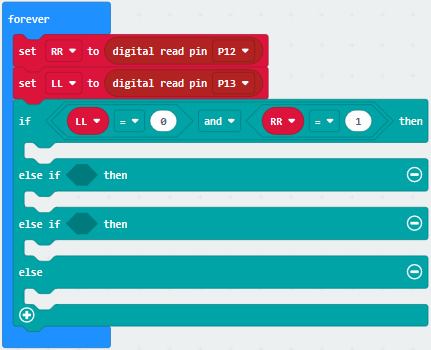 forever
set RR to digital read pin P12
set LL to digital read pin P13
if LL = 0 and RR = 1 then
else if then
else if then
else